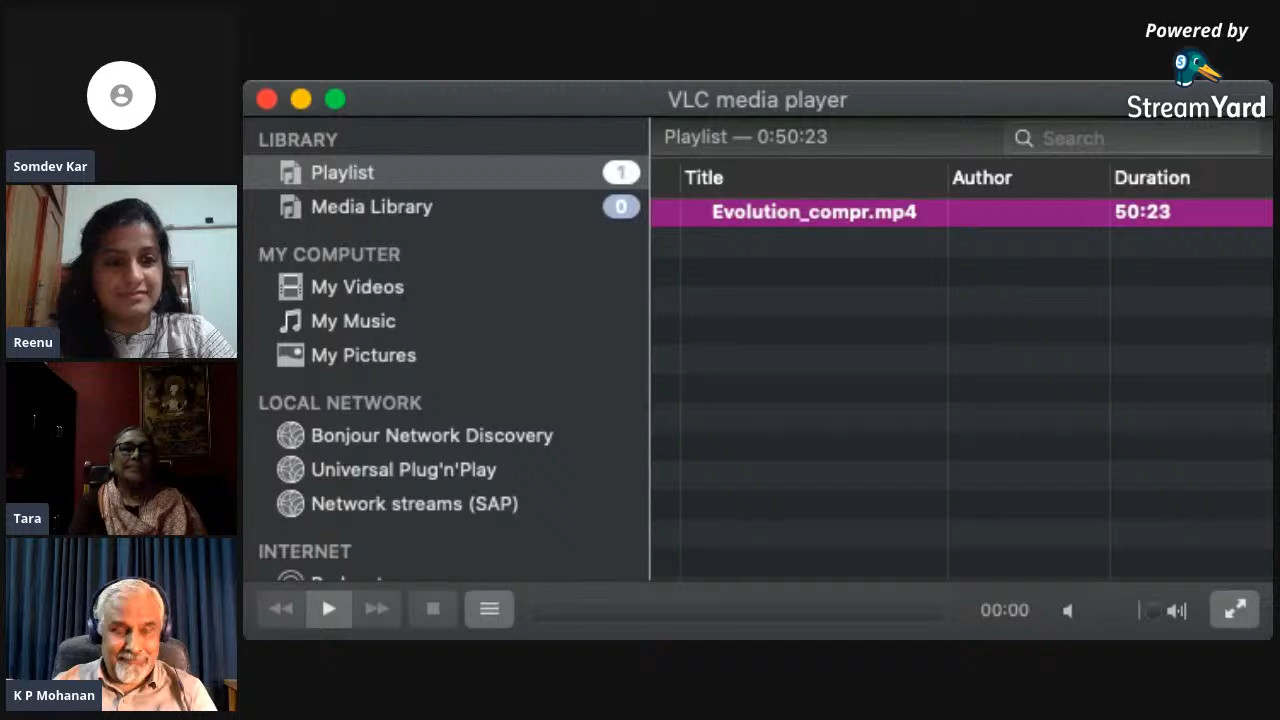 Powered by
StreamYard
Somdev Kar
Reenu
Tara
K P Mohanan
VLC media player
LIBRARY
Playlist
1
Media Library
0
MY COMPUTER
My Videos
My Music
My Pictures
LOCAL NETWORK
Bonjour Network Discovery
Universal Plug'n'Play
Network streams (SAP)
INTERNET
Playlist — 0:50:23
Search
Title Author Duration
Evolution_compr.mp4 50:23
00:00